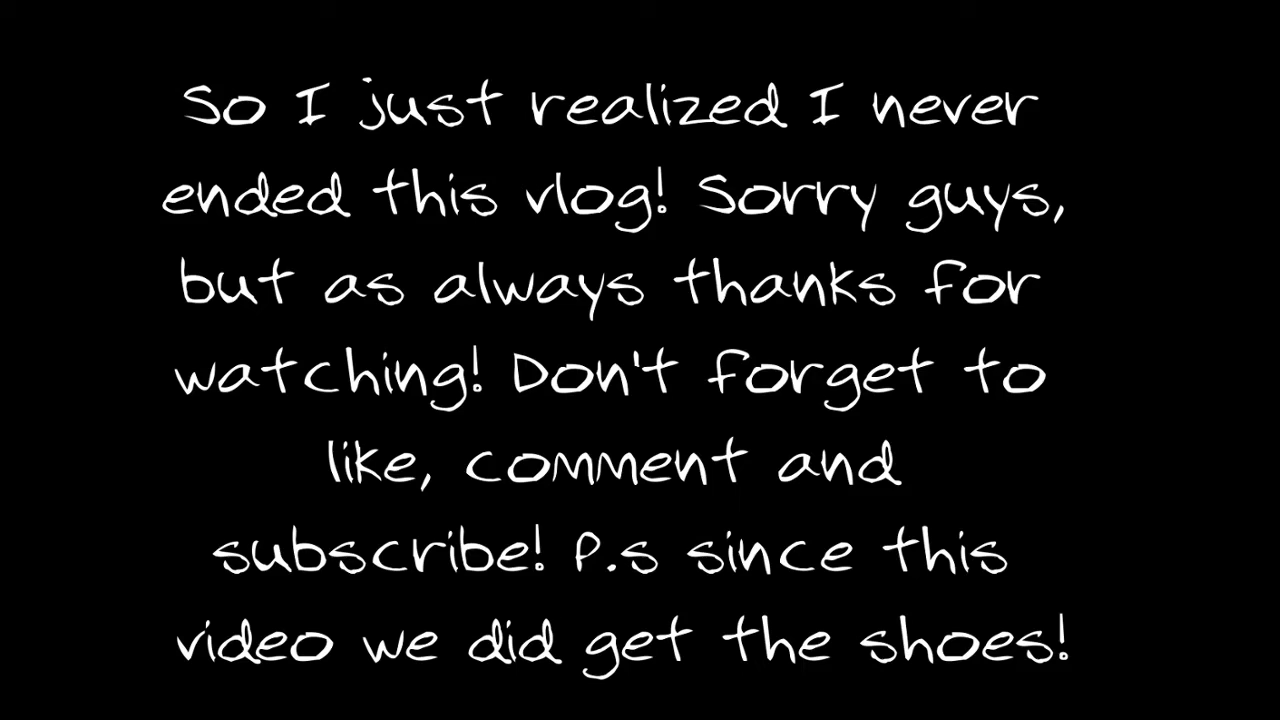 So I just realized I never
ended this vlog! Sorry guys,
but as always thanks for
watching! Don't forget to
like, comment and
subscribe! P.s since this
video we did get the shoes!